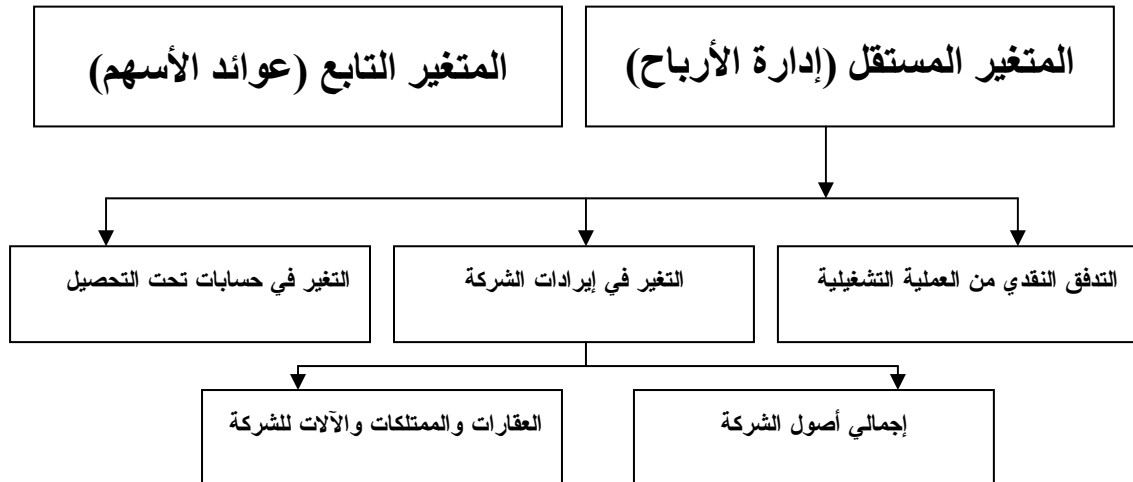 المتغير المستقل (إدارة الأرباح)
المتغير التابع (عوائد الأسهم)
التدفق النقدي من العملية التشغيلية
التغير في إيرادات الشركة
التغير في حسابات تحت التحصيل
إجمالي أصول الشركة
العقارات والممتلكات والآلات للشركة